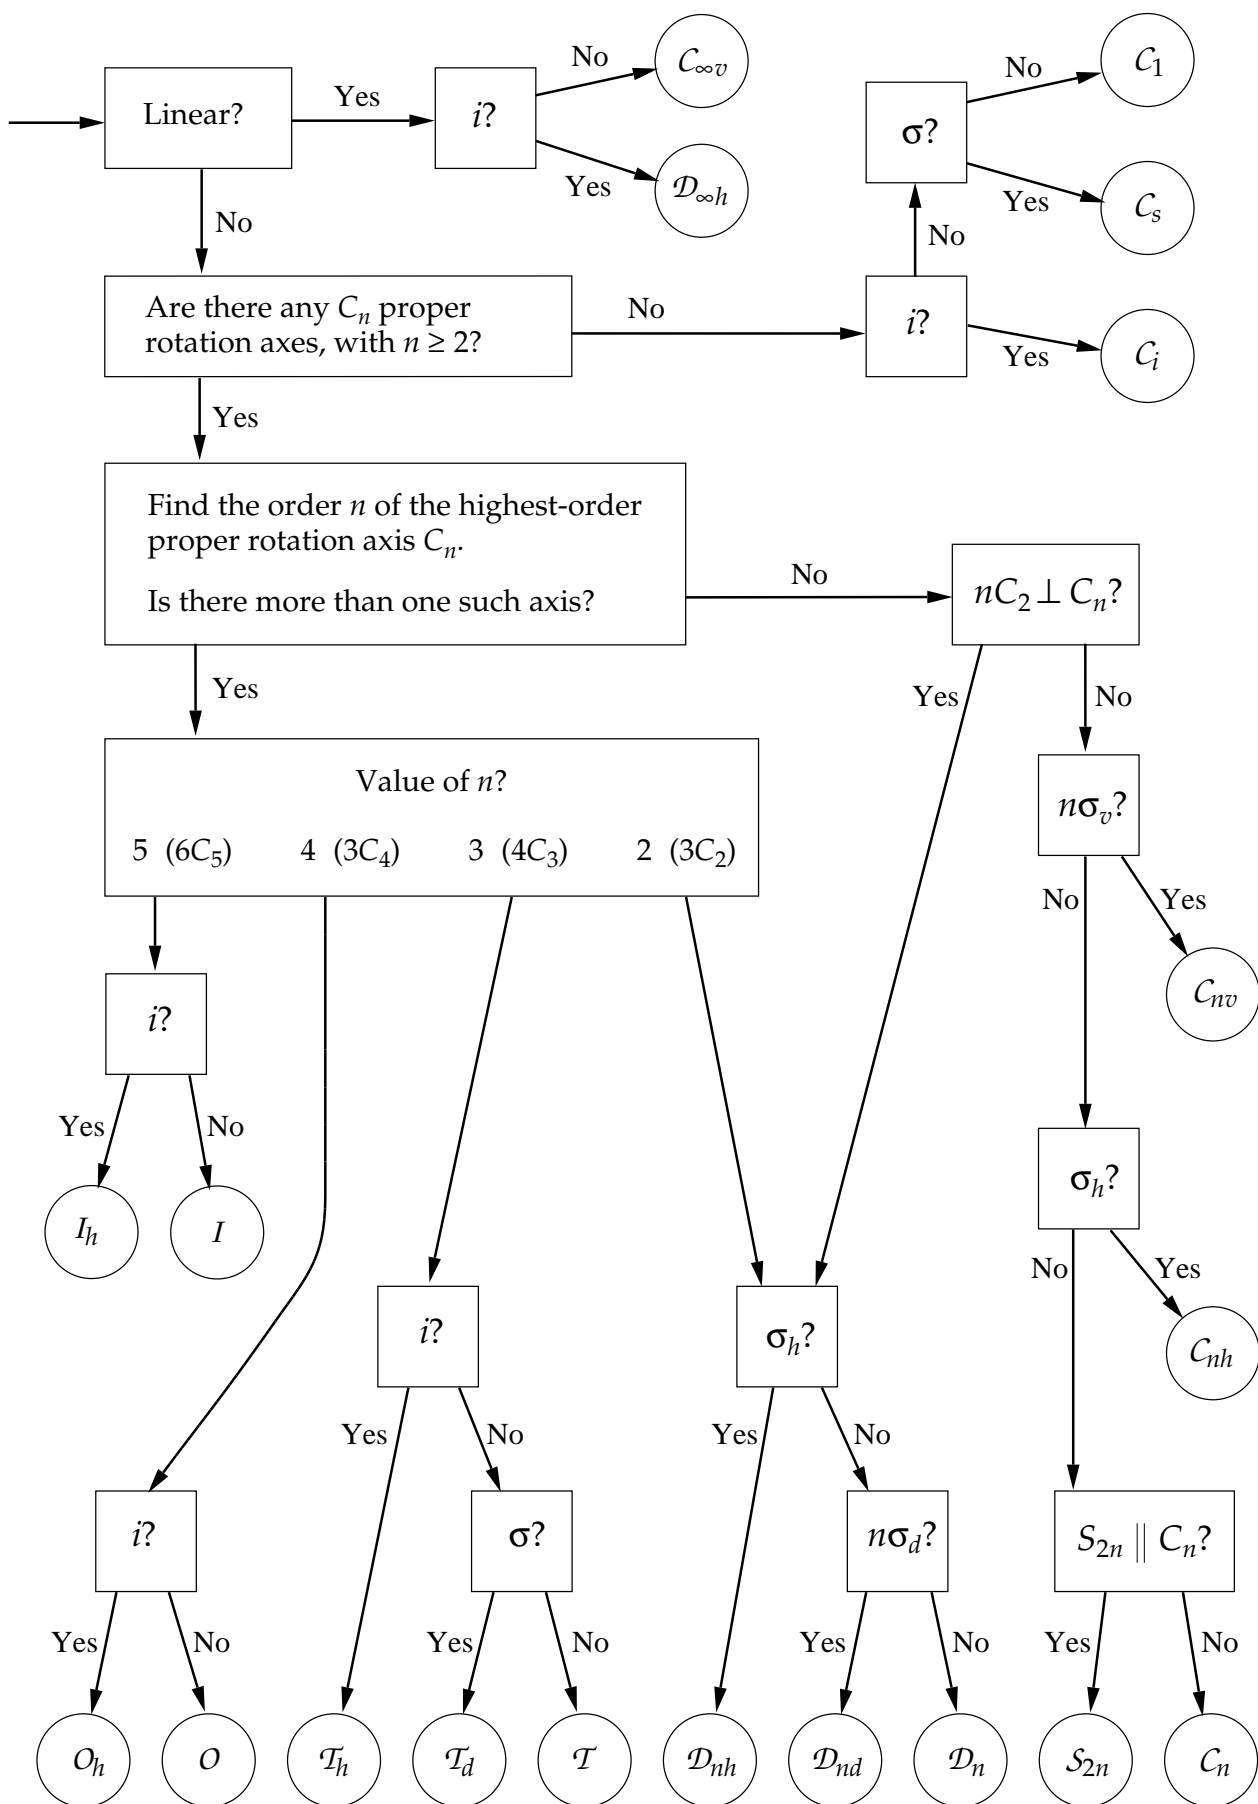 Linear?
Yes
i?
No
C∞v
Yes
D∞h
σ?
No
C1
Yes
Cs
No
No
Are there any Cn proper
rotation axes, with n ≥ 2?
No
i?
Yes
Ci
Yes
Find the order n of the highest-order
proper rotation axis Cn.
Is there more than one such axis?
No
nC2 ⊥ Cn?
Yes
Yes
No
Value of n?
5 (6C5) 4 (3C4) 3 (4C3) 2 (3C2)
nσv?
No
Yes
Cnv
i?
Yes
No
Ih
I
σh?
No
Yes
Cnh
i?
σh?
Yes
No
Yes
No
i?
σ?
nσd?
S2n ∥ Cn?
Yes
No
Yes
No
Yes
No
Yes
No
Oh
O
Th
Td
T
Dnh
Dnd
Dn
S2n
Cn